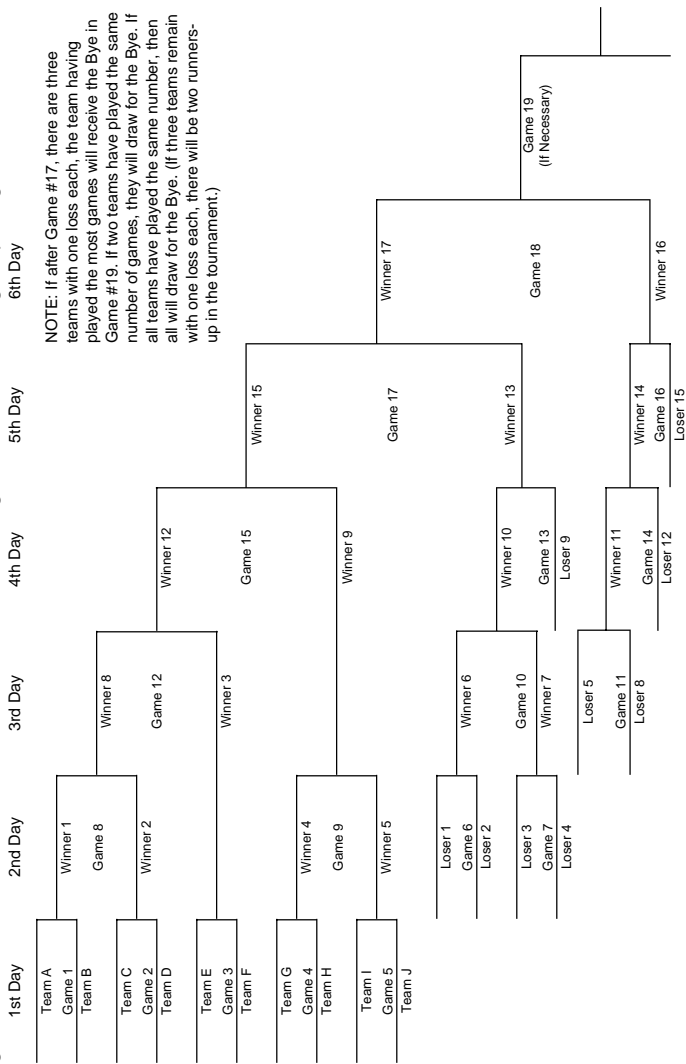 1st Day
2nd Day
3rd Day
4th Day
5th Day
6th Day
NOTE: If after Game #17, there are three
teams with one loss each, the team having
played the most games will receive the Bye in
Game #19. If two teams have played the same
number of games, they will draw for the Bye. If
all teams have played the same number, then
all will draw for the Bye. (If three teams remain
with one loss each, there will be two runners-
up in the tournament.)
Team A
Game 1
Team B
Team C
Game 2
Team D
Team E
Game 3
Team F
Team G
Game 4
Team H
Team I
Game 5
Team J
Winner 1
Game 8
Winner 2
Winner 4
Game 9
Winner 5
Loser 1
Game 6
Loser 2
Loser 3
Game 7
Loser 4
Winner 8
Game 12
Winner 3
Winner 6
Game 10
Winner 7
Loser 5
Game 11
Loser 8
Winner 12
Game 15
Winner 9
Winner 10
Game 13
Loser 9
Winner 11
Game 14
Loser 12
Winner 15
Game 17
Winner 13
Winner 14
Game 16
Loser 15
Winner 17
Game 18
Winner 16
Game 19
(If Necessary)